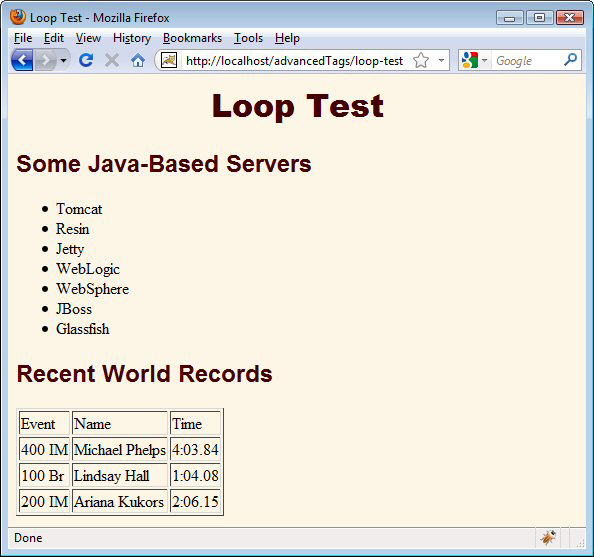 Loop Test - Mozilla Firefox
File Edit View History Bookmarks Tools Help
http://localhost/advancedTags/loop-test Google
Loop Test
Some Java-Based Servers
Tomcat
Resin
Jetty
WebLogic
WebSphere
JBoss
Glassfish
Recent World Records
Event Name Time
400 IM Michael Phelps 4:03.84
100 Br Lindsay Hall 1:04.08
200 IM Ariana Kukors 2:06.15
Done